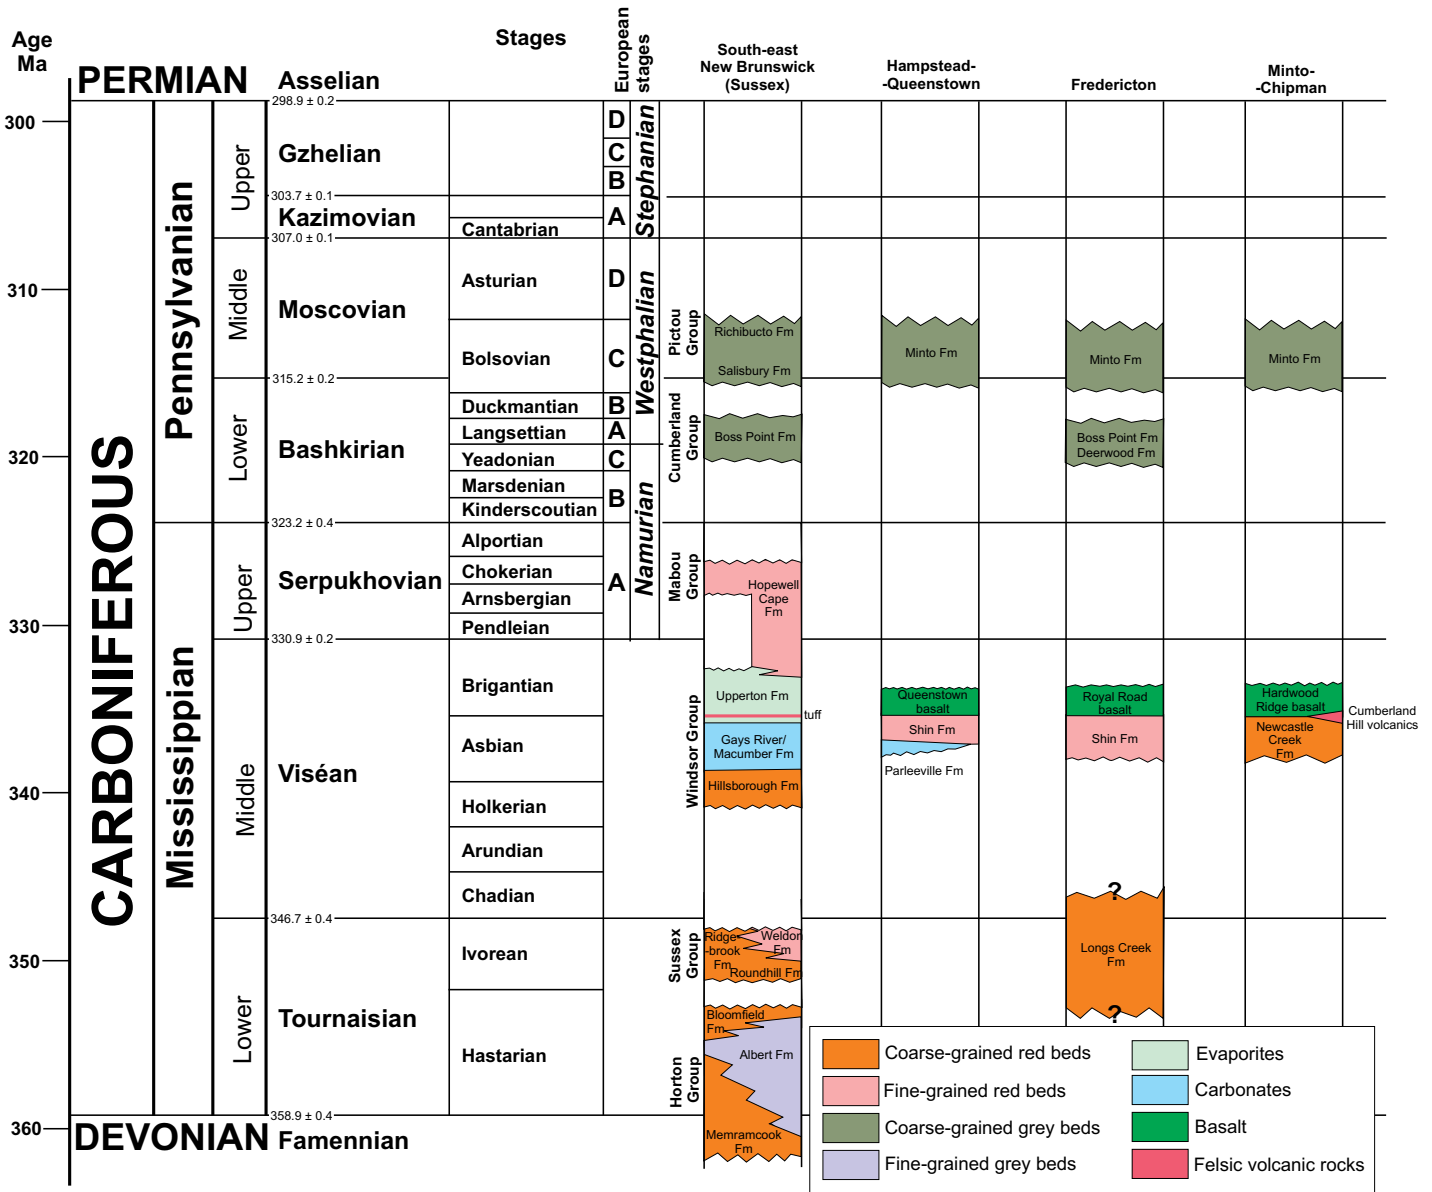 Age
Ma
Stages
European
stages
South-east
New Brunswick
(Sussex)
Hampstead-
-Queenstown
Fredericton
Minto-
-Chipman
PERMIAN
Asselian
298.9 ± 0.2
300
310
320
330
340
350
360
CARBONIFEROUS
Pennsylvanian
Mississippian
Upper
Middle
Lower
Upper
Middle
Lower
Gzhelian
303.7 ± 0.1
Kazimovian
307.0 ± 0.1
Moscovian
315.2 ± 0.2
Bashkirian
323.2 ± 0.4
Serpukhovian
330.9 ± 0.2
Viséan
346.7 ± 0.4
Tournaisian
358.9 ± 0.4
DEVONIAN
Famennian
Cantabrian
Asturian
Bolsovian
Duckmantian
Langsettian
Yeadonian
Marsdenian
Kinderscoutian
Alportian
Chokerian
Arnsbergian
Pendleian
Brigantian
Asbian
Holkerian
Arundian
Chadian
Ivorean
Hastarian
D
C
B
A
D
C
B
A
C
B
A
Stephanian
Westphalian
Namurian
Pictou
Group
Cumberland
Group
Mabou
Group
Windsor Group
Sussex
Group
Horton
Group
Richibucto Fm
Salisbury Fm
Boss Point Fm
Hopewell
Cape
Fm
Upperton Fm
tuff
Gays River/
Macumber Fm
Hillsborough Fm
Ridge-
-brook
Fm
Weldon
Fm
Roundhill Fm
Bloomfield
Fm
Albert Fm
Memramcook
Fm
Minto Fm
Queenstown
basalt
Shin Fm
Parleeville Fm
Minto Fm
Boss Point Fm
Deerwood Fm
Royal Road
basalt
Shin Fm
?
Longs Creek
Fm
?
Minto Fm
Hardwood
Ridge basalt
Newcastle
Creek
Fm
Cumberland
Hill volcanics
Coarse-grained red beds
Fine-grained red beds
Coarse-grained grey beds
Fine-grained grey beds
Evaporites
Carbonates
Basalt
Felsic volcanic rocks